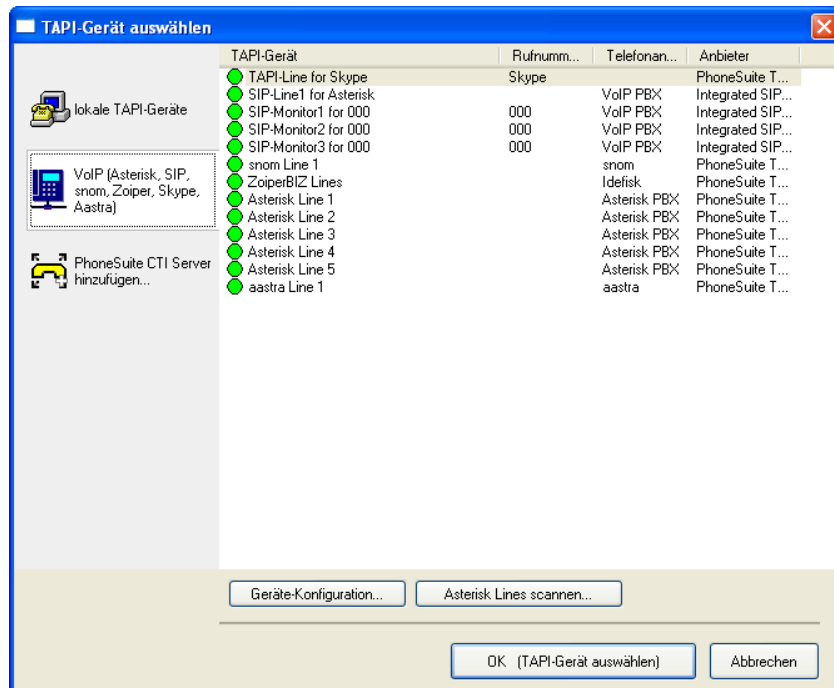 TAPI-Gerät auswählen
TAPI-Gerät Rufnumm... Telefonan... Anbieter
lokale TAPI-Geräte
VoIP (Asterisk, SIP,
snom, Zoiper, Skype,
Aastra)
PhoneSuite CTI Server
hinzufügen...
TAPI-Line for Skype Skype PhoneSuite T...
SIP-Line1 for Asterisk VoIP PBX Integrated SIP...
SIP-Monitor1 for 000 000 VoIP PBX Integrated SIP...
SIP-Monitor2 for 000 000 VoIP PBX Integrated SIP...
SIP-Monitor3 for 000 000 VoIP PBX Integrated SIP...
snom Line 1 snom PhoneSuite T...
ZoiperBIZ Lines Idefisk PhoneSuite T...
Asterisk Line 1 Asterisk PBX PhoneSuite T...
Asterisk Line 2 Asterisk PBX PhoneSuite T...
Asterisk Line 3 Asterisk PBX PhoneSuite T...
Asterisk Line 4 Asterisk PBX PhoneSuite T...
Asterisk Line 5 Asterisk PBX PhoneSuite T...
aastra Line 1 aastra PhoneSuite T...
Geräte-Konfiguration... Asterisk Lines scannen...
OK (TAPI-Gerät auswählen) Abbrechen